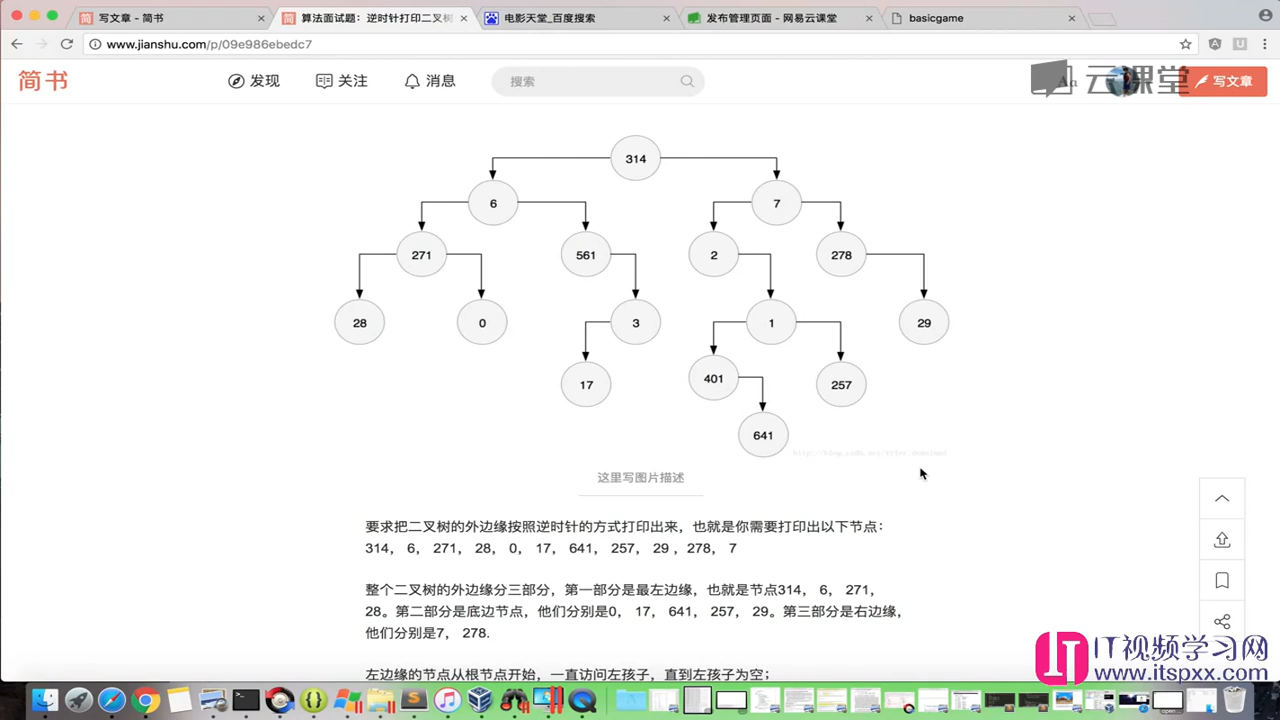 写文章 - 简书
算法面试题：逆时针打印二叉树
电影天堂_百度搜索
发布管理页面 - 网易云课堂
basicgame
www.jianshu.com/p/09e986ebedc7
简书
发现
关注
消息
搜索
Aa
云课堂
写文章
314
6
7
271
561
2
278
28
0
3
1
29
17
401
257
641
这里写图片描述
要求把二叉树的外边缘按照逆时针的方式打印出来，也就是你需要打印出以下节点：
314， 6， 271， 28， 0， 17， 641， 257， 29 ，278， 7
整个二叉树的外边缘分三部分，第一部分是最左边缘，也就是节点314， 6， 271，
28。第二部分是底边节点，他们分别是0， 17， 641， 257， 29。第三部分是右边缘，
他们分别是7， 278.
左边缘的节点从根节点开始，一直访问左孩子，直到左孩子为空；
IT视频学习网
www.itspxx.com